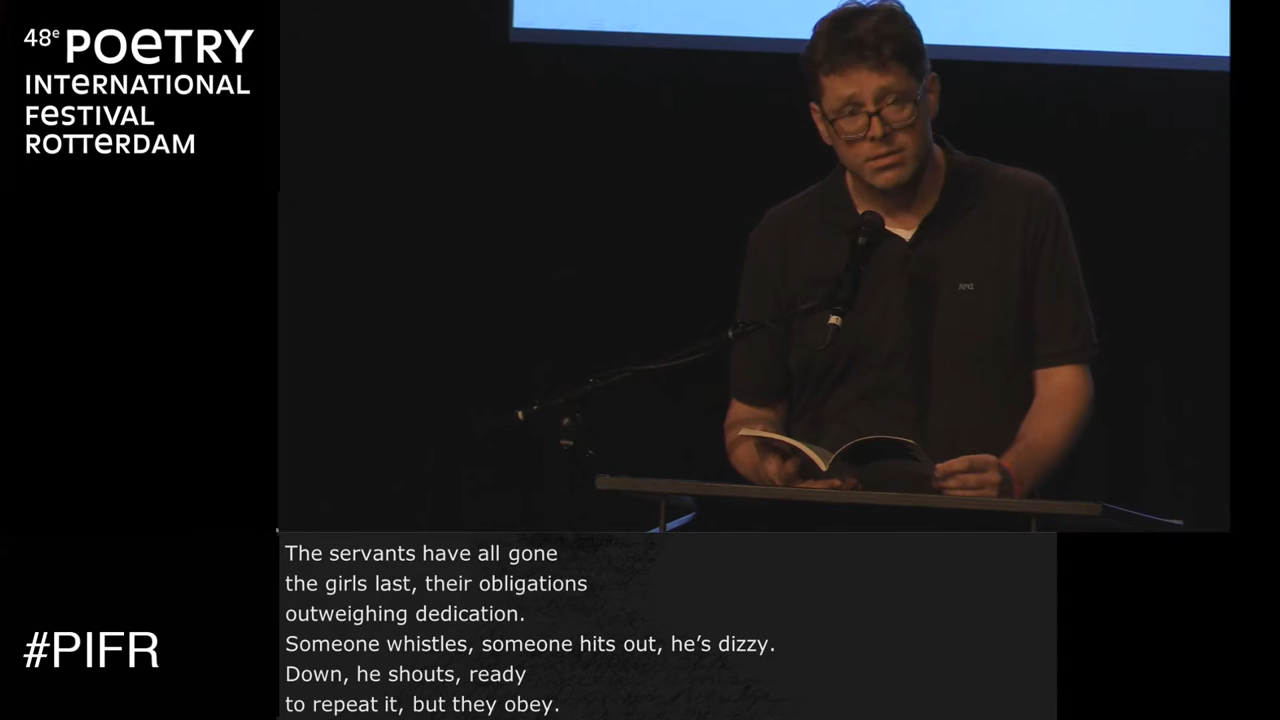 48e POETRY
INTERNATIONAL
FESTIVAL
ROTTERDAM
The servants have all gone
the girls last, their obligations
outweighing dedication.
Someone whistles, someone hits out, he’s dizzy.
Down, he shouts, ready
to repeat it, but they obey.
#PIFR